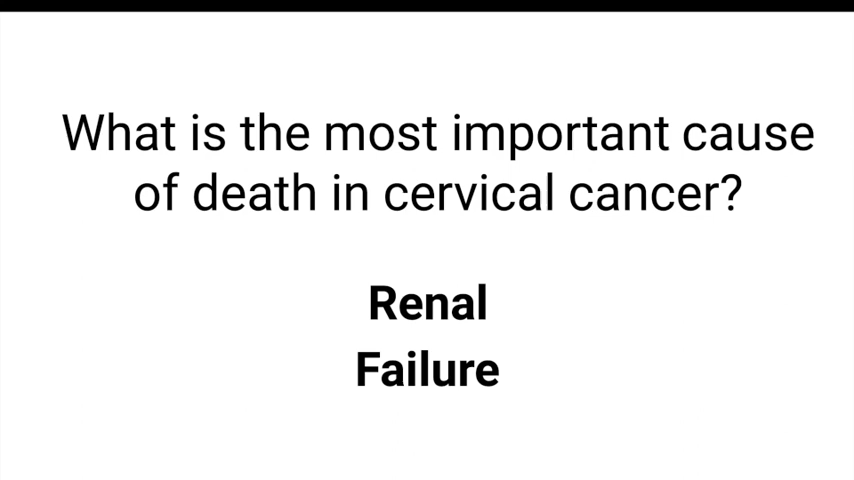 What is the most important cause
of death in cervical cancer?
Renal
Failure